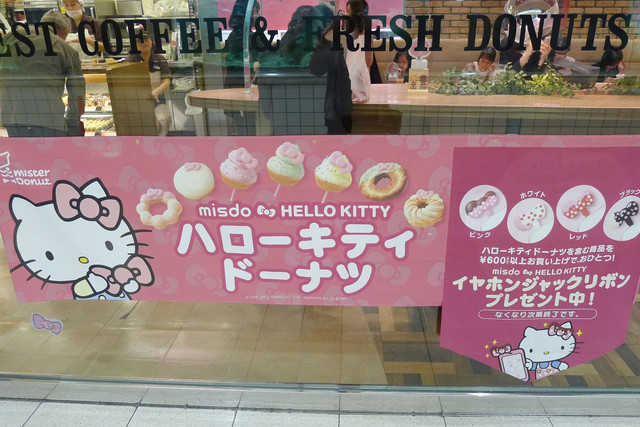 EST COFFEE & FRESH DONUTS
mister
Donut
misdo HELLO KITTY
ハローキティ
ドーナツ
ピンク
ホワイト
レッド
ブラック
ハローキティドーナツを含む商品を
¥600以上お買い上げで、おひとつ!
misdo HELLO KITTY
イヤホンジャックリボン
プレゼント中!
なくなり次第終了です。